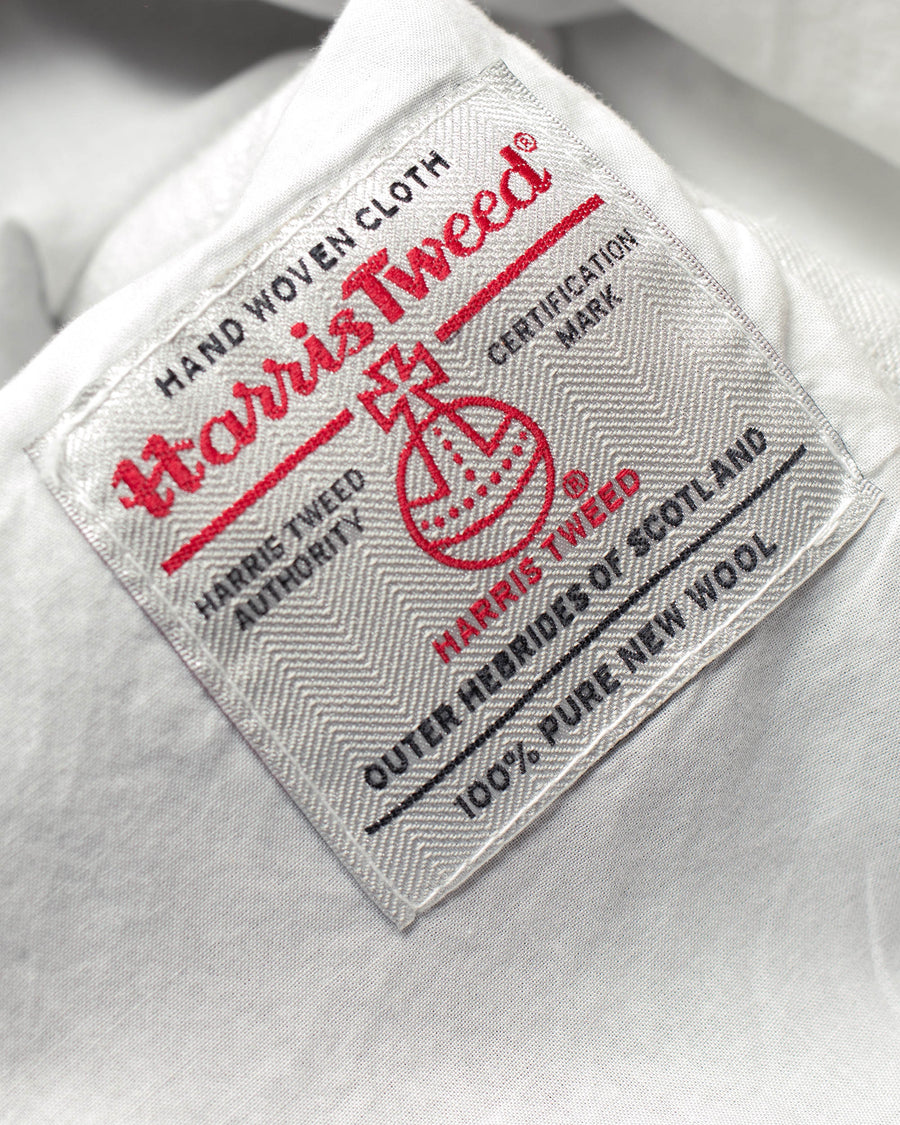 HAND WOVEN CLOTH
Harris Tweed®
CERTIFICATION
MARK
HARRIS TWEED
AUTHORITY
®
HARRIS TWEED
OUTER HEBRIDES OF SCOTLAND
100% PURE NEW WOOL